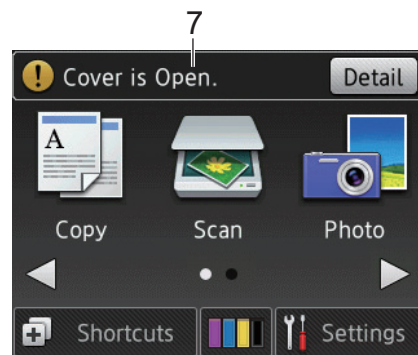 7
Cover is Open.
Detail
A
Copy
Scan
Photo
Shortcuts
Settings